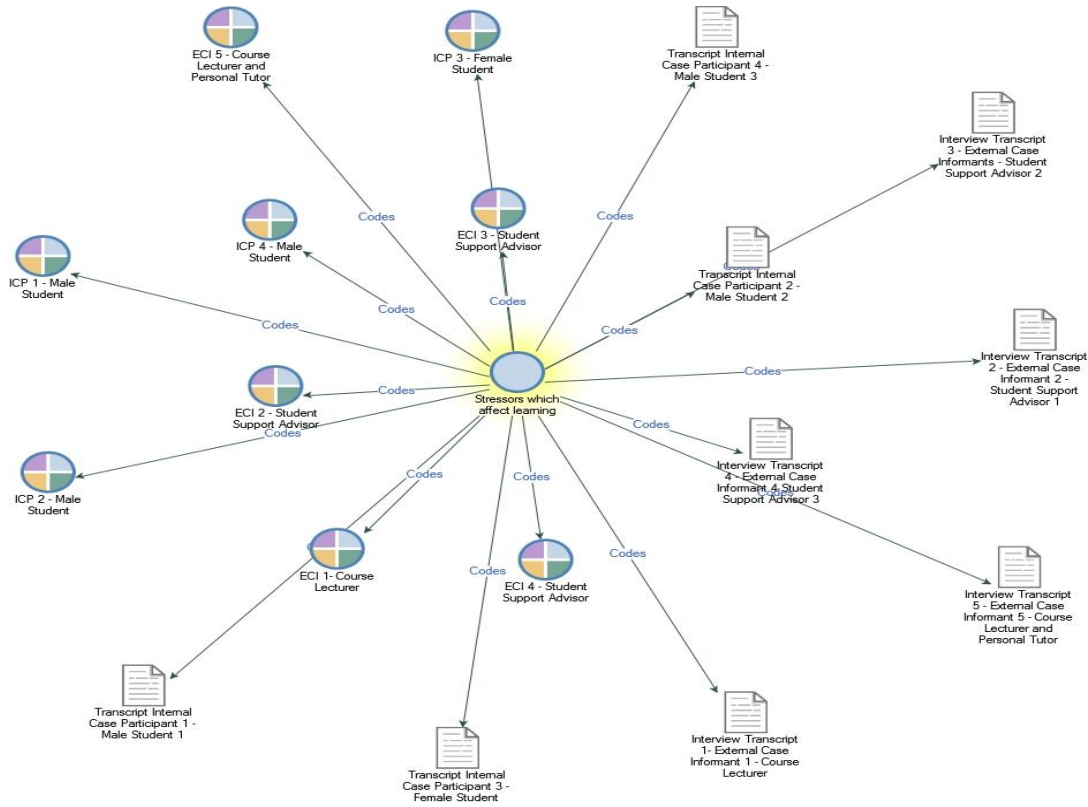 ECI 5 - Course
Lecturer and
Personal Tutor
ICP 3 - Female
Student
Transcript Internal
Case Participant 4 -
Male Student 3
Interview Transcript
3 - External Case
Informants - Student
Support Advisor 2
Codes
Codes
ICP 4 - Male
Student
ECI 3 - Student
Support Advisor
ICP 1 - Male
Student
Transcript Internal
Case Participant 2 -
Male Student 2
Codes
Codes
Codes
Codes
Codes
Codes
Interview Transcript
2 - External Case
Informant 2 -
Student Support
Advisor 1
Codes
Codes
Stressors which
affect learning
ECI 2 - Student
Support Advisor
Codes
Codes
Interview Transcript
4 - External Case
Informant 4 Student
Support Advisor 3
Codes
ICP 2 - Male
Student
Codes
Codes
Codes
Codes
ECI 1- Course
Lecturer
ECI 4 - Student
Support Advisor
Interview Transcript
5 - External Case
Informant 5 - Course
Lecturer and
Personal Tutor
Transcript Internal
Case Participant 1 -
Male Student 1
Transcript Internal
Case Participant 3 -
Female Student
Interview Transcript
1- External Case
Informant 1 - Course
Lecturer